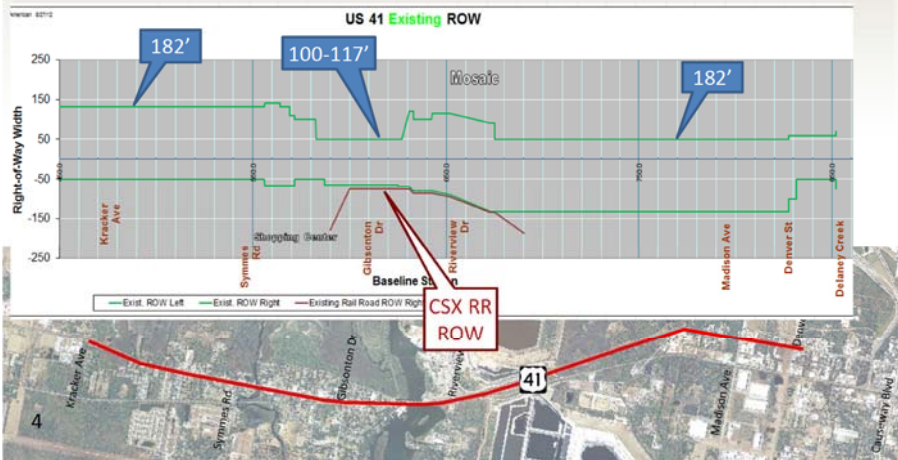 US 41 Existing ROW
182'
100-117'
182'
Mosaic
250
150
50
-50
-150
-250
Right-of-Way Width
Kracker Ave
Symmes Rd
Shopping Center
Gibsonton Dr
Riverview Dr
Madison Ave
Denver St
Delaney Creek
Baseline
Exist. ROW Left
Exist. ROW Right
Existing Rail Road ROW Right
CSX RR
ROW
Kracker Ave
Symmes Rd
Gibsonton Dr
Riverview
41
Madison Ave
Causeway Blvd
4